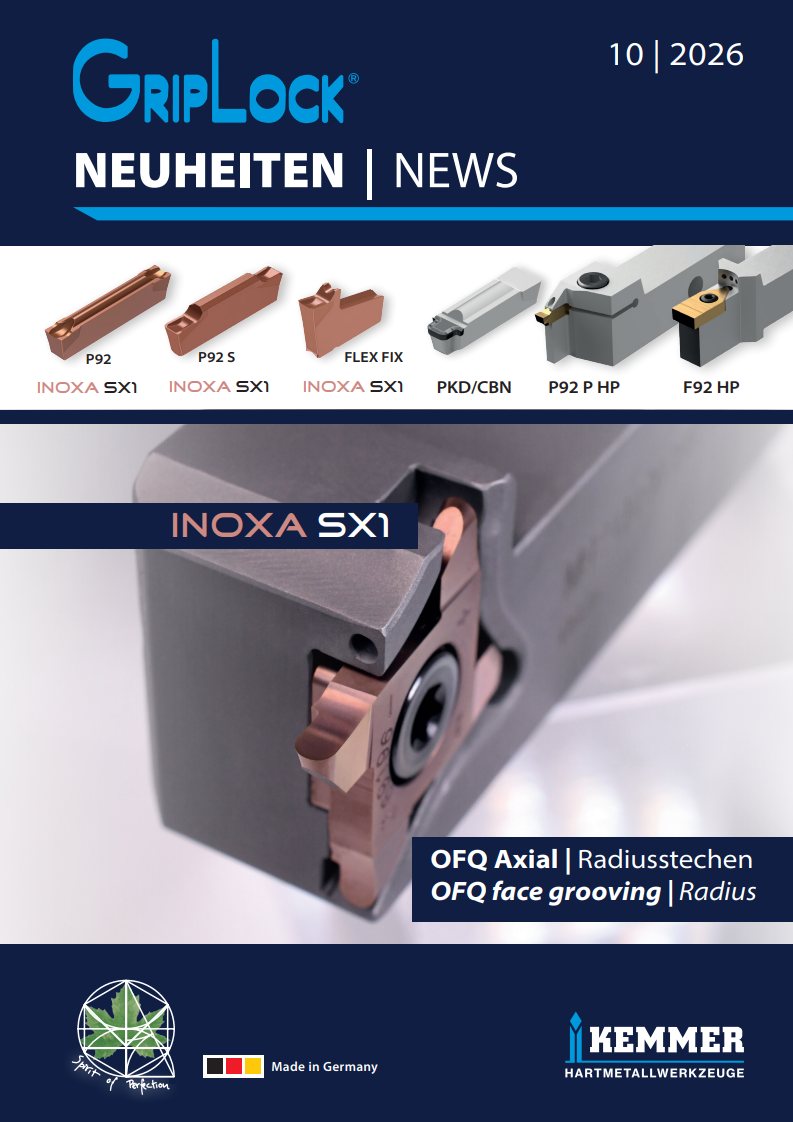 GRIPLOCK®
10 | 2026
NEUHEITEN | NEWS
P92
P92 S
FLEX FIX
INOXA SX1
INOXA SX1
INOXA SX1
PKD/CBN
P92 P HP
F92 HP
INOXA SX1
OFQ Axial | Radiusstechen
OFQ face grooving | Radius
Spirit of Perfection
Made in Germany
KEMMER
HARTMETALLWERKZEUGE